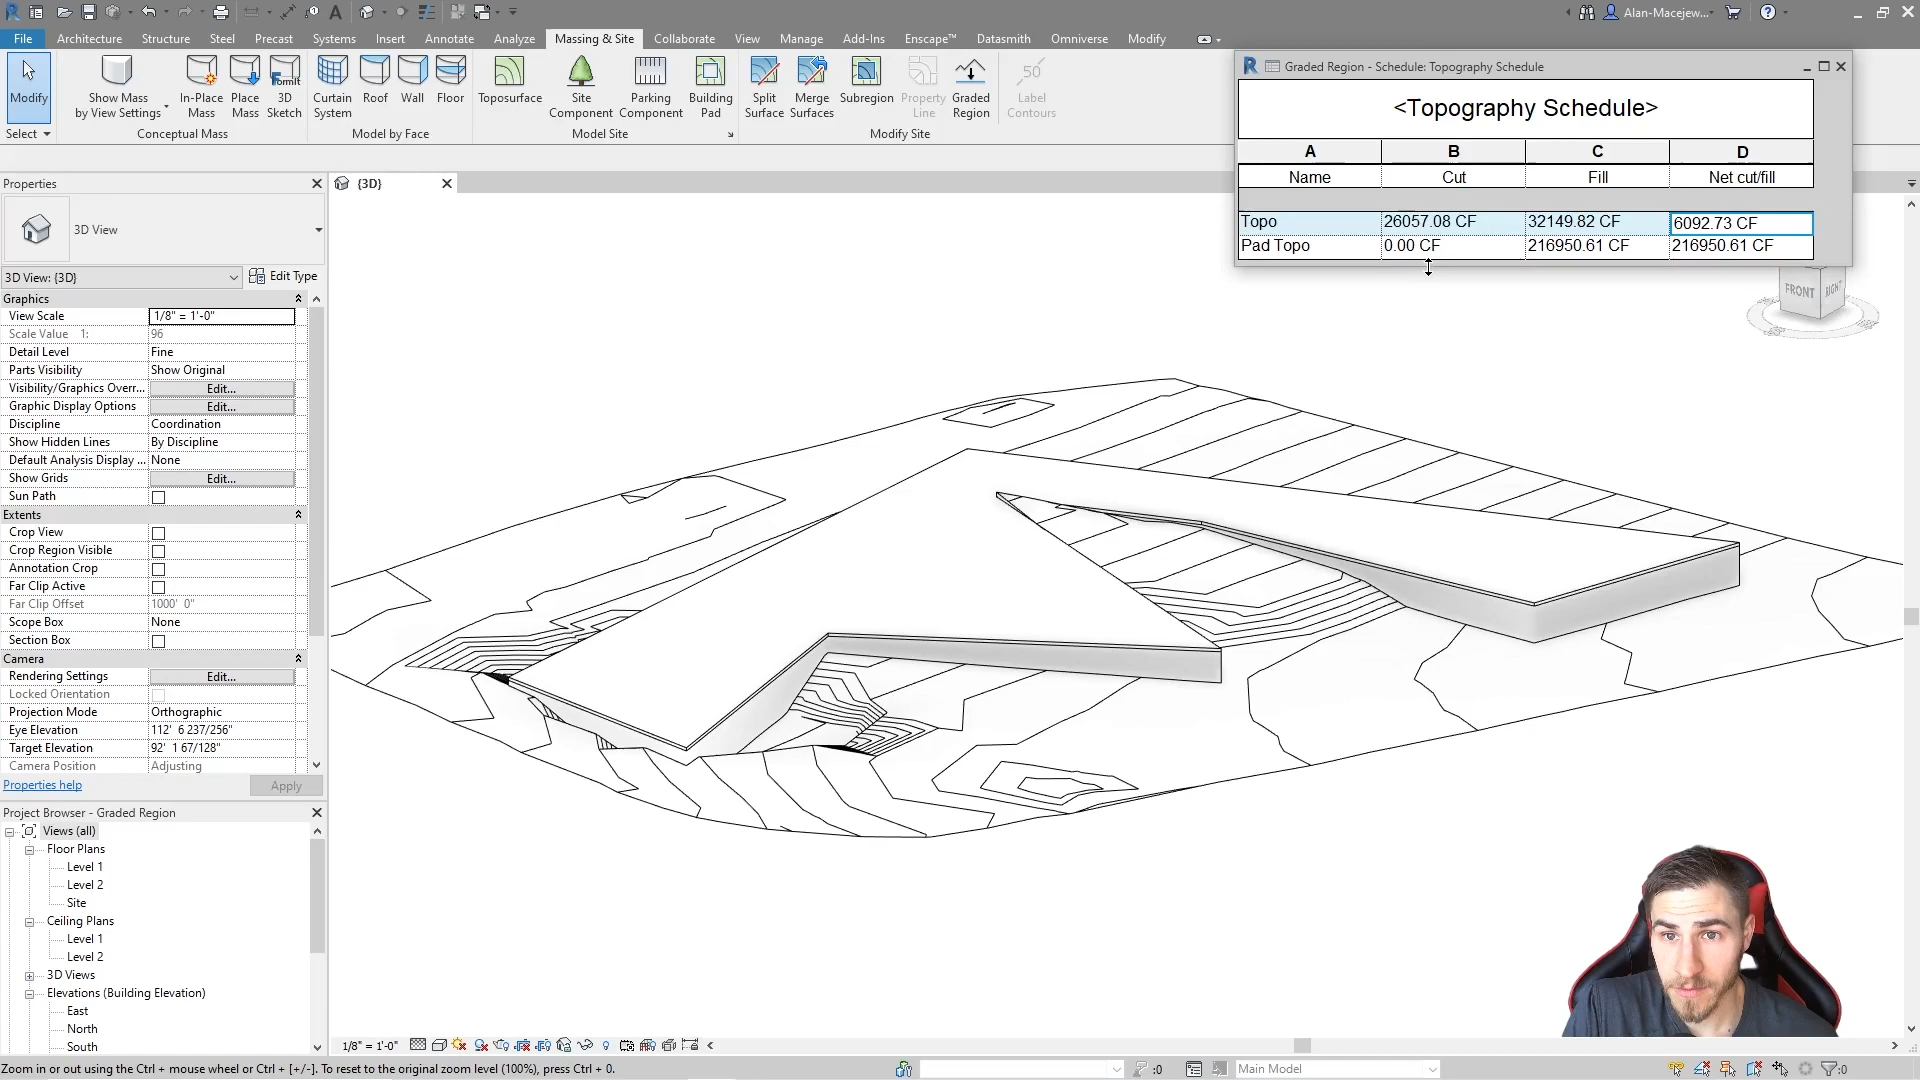 Alan-Macejew...
File Architecture Structure Steel Precast Systems Insert Annotate Analyze Massing & Site Collaborate View Manage Add-Ins Enscape™ Datasmith Omniverse Modify
Modify
Select
Show Mass
by View Settings
In-Place
Mass
Place
Mass
FormIt
3D
Sketch
Conceptual Mass
Curtain
System
Roof
Wall
Floor
Model by Face
Toposurface
Site
Component
Parking
Component
Building
Pad
Model Site
Split
Surface
Merge
Surfaces
Subregion
Property
Line
Graded
Region
Label
Contours
Modify Site
Graded Region - Schedule: Topography Schedule
<Topography Schedule>
A B C D
Name Cut Fill Net cut/fill
Topo 26057.08 CF 32149.82 CF 6092.73 CF
Pad Topo 0.00 CF 216950.61 CF 216950.61 CF
FRONT RIGHT
{3D}
Properties
3D View
3D View: {3D} Edit Type
Graphics
View Scale 1/8" = 1'-0"
Scale Value 1: 96
Detail Level Fine
Parts Visibility Show Original
Visibility/Graphics Overr... Edit...
Graphic Display Options Edit...
Discipline Coordination
Show Hidden Lines By Discipline
Default Analysis Display ... None
Show Grids Edit...
Sun Path
Extents
Crop View
Crop Region Visible
Annotation Crop
Far Clip Active
Far Clip Offset 1000' 0"
Scope Box None
Section Box
Camera
Rendering Settings Edit...
Locked Orientation
Projection Mode Orthographic
Eye Elevation 112' 6 237/256"
Target Elevation 92' 1 67/128"
Camera Position Adjusting
Properties help Apply
Project Browser - Graded Region
Views (all)
Floor Plans
Level 1
Level 2
Site
Ceiling Plans
Level 1
Level 2
3D Views
Elevations (Building Elevation)
East
North
South
1/8" = 1'-0"
Zoom in or out using the Ctrl + mouse wheel or Ctrl + [+/-]. To reset to the original zoom level (100%), press Ctrl + 0.
:0
Main Model
:0